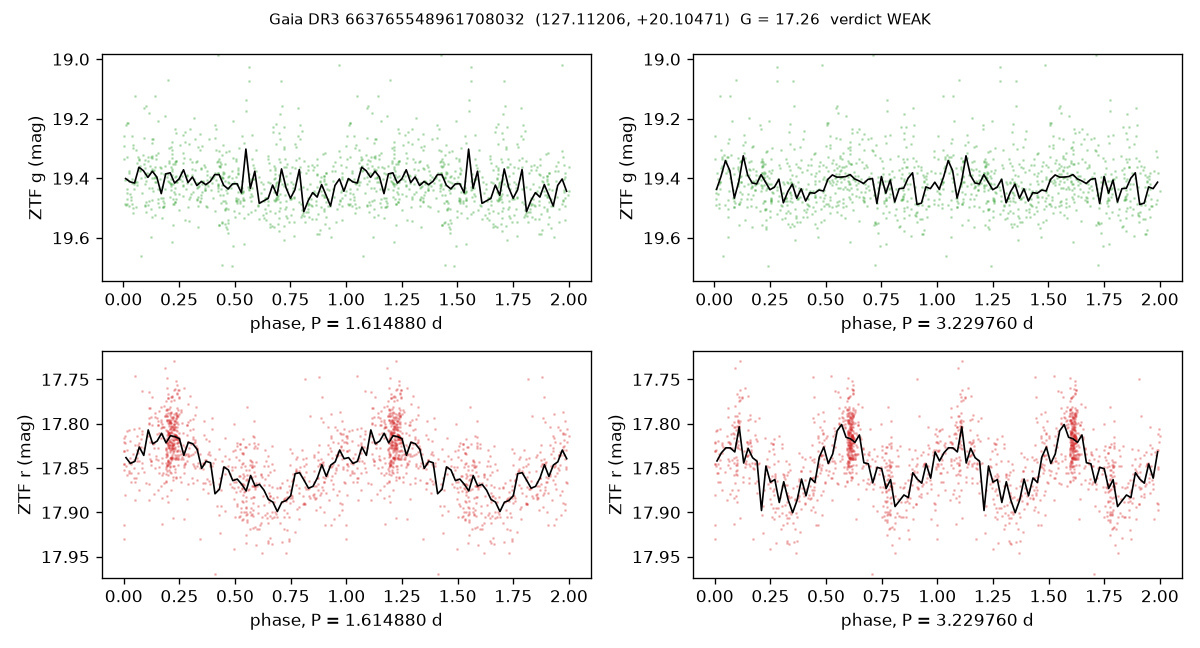 Gaia DR3 663765548961708032  (127.11206, +20.10471)  G = 17.26  verdict WEAK
ZTF g (mag)
19.0
19.2
19.4
19.6
0.00 0.25 0.50 0.75 1.00 1.25 1.50 1.75 2.00
phase, P = 1.614880 d
ZTF g (mag)
19.0
19.2
19.4
19.6
0.00 0.25 0.50 0.75 1.00 1.25 1.50 1.75 2.00
phase, P = 3.229760 d
ZTF r (mag)
17.75
17.80
17.85
17.90
17.95
0.00 0.25 0.50 0.75 1.00 1.25 1.50 1.75 2.00
phase, P = 1.614880 d
ZTF r (mag)
17.75
17.80
17.85
17.90
17.95
0.00 0.25 0.50 0.75 1.00 1.25 1.50 1.75 2.00
phase, P = 3.229760 d